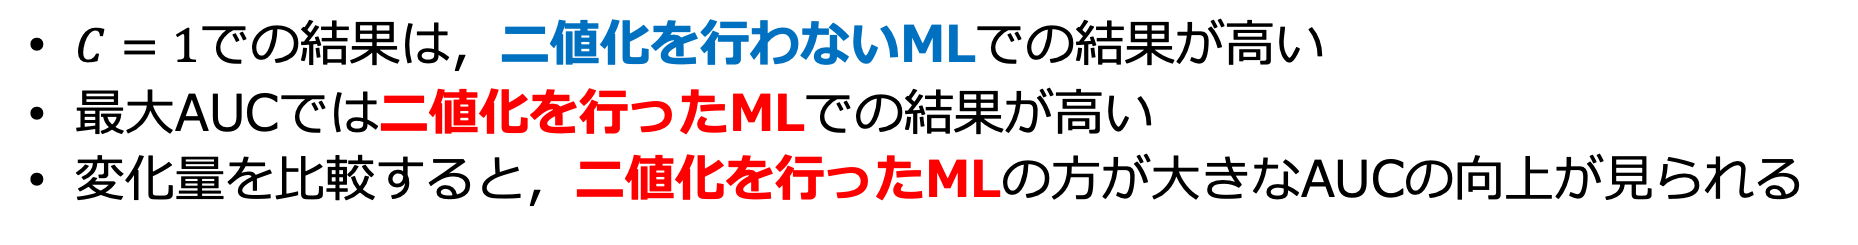 • C = 1での結果は，二値化を行わないMLでの結果が高い
• 最大AUCでは二値化を行ったMLでの結果が高い
• 変化量を比較すると，二値化を行ったMLの方が大きなAUCの向上が見られる